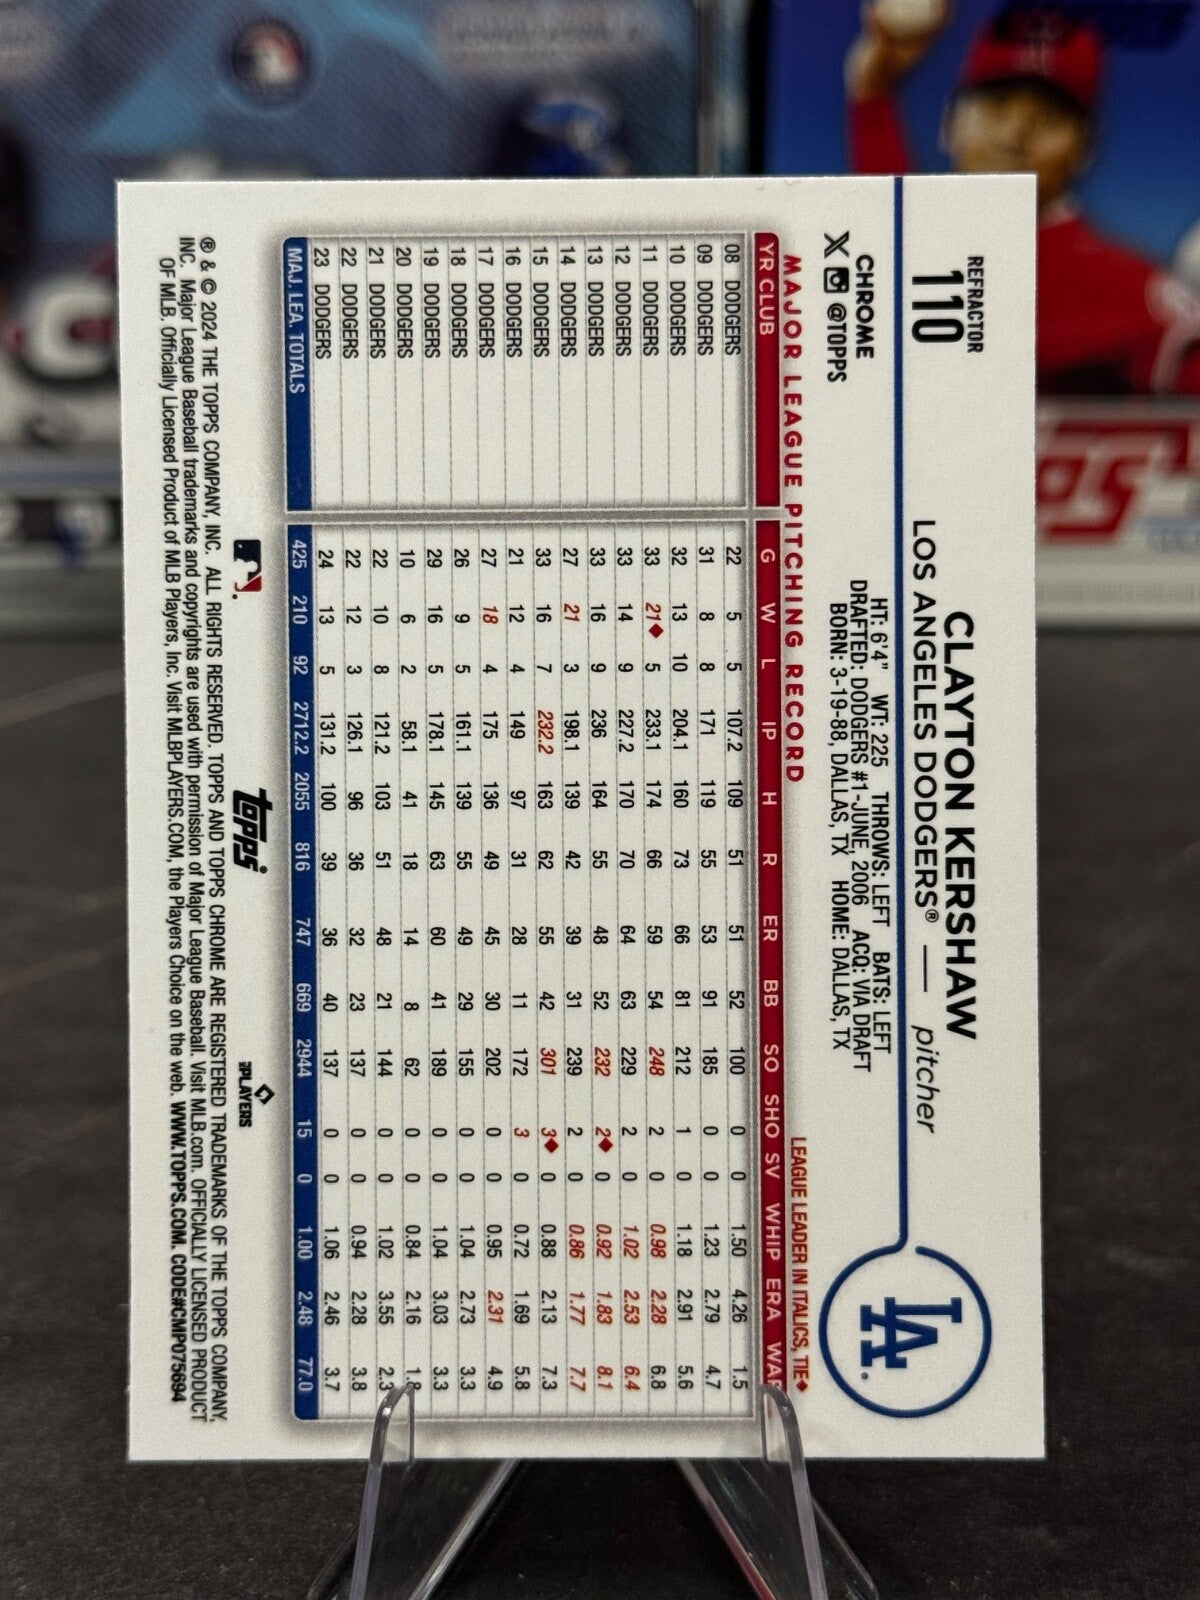 REFRACTOR
110
CLAYTON KERSHAW
LOS ANGELES DODGERS® — pitcher
LA
CHROME
X @TOPPS
HT: 6'4" WT: 225 THROWS: LEFT BATS: LEFT
DRAFTED: DODGERS #1-JUNE, 2006 ACQ: VIA DRAFT
BORN: 3-19-88, DALLAS, TX HOME: DALLAS, TX
MAJOR LEAGUE PITCHING RECORD
LEAGUE LEADER IN ITALICS, TIE♦
YR CLUB G W L IP H R ER BB SO SHO SV WHIP ERA WAR
08 DODGERS 22 5 5 107.2 109 51 51 52 100 0 0 1.50 4.26 1.5
09 DODGERS 31 8 8 171 119 55 53 91 185 0 0 1.23 2.79 4.7
10 DODGERS 32 13 10 204.1 160 73 66 81 212 1 0 1.18 2.91 5.6
11 DODGERS 33 21♦ 5 233.1 174 66 59 54 248 2 0 0.98 2.28 6.8
12 DODGERS 33 14 9 227.2 170 70 64 63 229 2 0 1.02 2.53 6.4
13 DODGERS 33 16 9 236 164 55 48 52 232 2♦ 0 0.92 1.83 8.1
14 DODGERS 27 21 3 198.1 139 42 39 31 239 2 0 0.86 1.77 7.7
15 DODGERS 33 16 7 232.2 163 62 55 42 301 3♦ 0 0.88 2.13 7.3
16 DODGERS 21 12 4 149 97 31 28 11 172 3 0 0.72 1.69 5.8
17 DODGERS 27 18 4 175 136 49 45 30 202 0 0 0.95 2.31 4.9
18 DODGERS 26 9 5 161.1 139 55 49 29 155 0 0 1.04 2.73 3.3
19 DODGERS 29 16 5 178.1 145 63 60 41 189 0 0 1.04 3.03 3.3
20 DODGERS 10 6 2 58.1 41 18 14 8 62 0 0 0.84 2.16 1.8
21 DODGERS 22 10 8 121.2 103 51 48 21 144 0 0 1.02 3.55 2.3
22 DODGERS 22 12 3 126.1 96 36 32 23 137 0 0 0.94 2.28 3.8
23 DODGERS 24 13 5 131.2 100 39 36 40 137 0 0 1.06 2.46 3.7
MAJ. LEA. TOTALS 425 210 92 2712.2 2055 816 747 669 2944 15 0 1.00 2.48 77.0
topps
PLAYERS
® & © 2024 THE TOPPS COMPANY, INC. ALL RIGHTS RESERVED. TOPPS AND TOPPS CHROME ARE REGISTERED TRADEMARKS OF THE TOPPS COMPANY,
INC. Major League Baseball trademarks and copyrights are used with permission of Major League Baseball. Visit MLB.com. OFFICIALLY LICENSED PRODUCT
OF MLB. Officially Licensed Product of MLB Players, Inc. Visit MLBPLAYERS.COM, the Players Choice on the web. WWW.TOPPS.COM. CODE#CMP075694